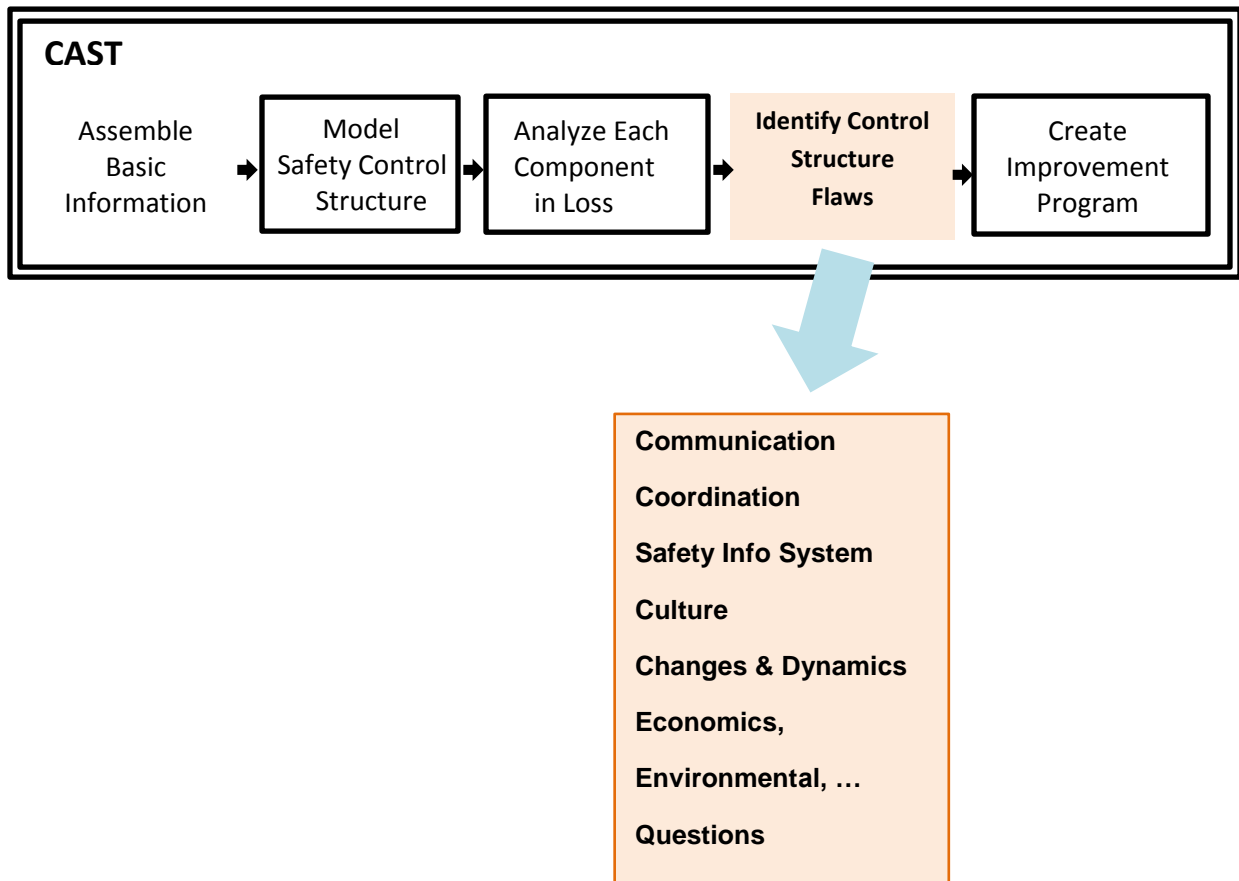 CAST
Assemble
Basic
Information
Model
Safety Control
Structure
Analyze Each
Component
in Loss
Identify Control
Structure
Flaws
Create
Improvement
Program
Communication
Coordination
Safety Info System
Culture
Changes & Dynamics
Economics,
Environmental, …
Questions